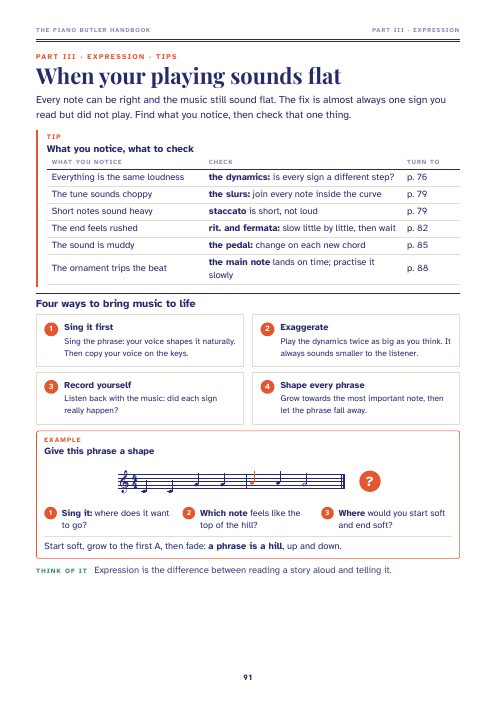 THE PIANO BUTLER HANDBOOK
PART III · EXPRESSION
PART III · EXPRESSION · TIPS
When your playing sounds flat
Every note can be right and the music still sound flat. The fix is almost always one sign you
read but did not play. Find what you notice, then check that one thing.
TIP
What you notice, what to check
WHAT YOU NOTICE CHECK TURN TO
Everything is the same loudness the dynamics: is every sign a different step? p. 76
The tune sounds choppy the slurs: join every note inside the curve p. 79
Short notes sound heavy staccato is short, not loud p. 79
The end feels rushed rit. and fermata: slow little by little, then wait p. 82
The sound is muddy the pedal: change on each new chord p. 85
The ornament trips the beat the main note lands on time; practise it
slowly p. 88
Four ways to bring music to life
1 Sing it first
Sing the phrase: your voice shapes it naturally.
Then copy your voice on the keys.
2 Exaggerate
Play the dynamics twice as big as you think. It
always sounds smaller to the listener.
3 Record yourself
Listen back with the music: did each sign
really happen?
4 Shape every phrase
Grow towards the most important note, then
let the phrase fall away.
EXAMPLE
Give this phrase a shape
?
1 Sing it: where does it want
to go?
2 Which note feels like the
top of the hill?
3 Where would you start soft
and end soft?
Start soft, grow to the first A, then fade: a phrase is a hill, up and down.
THINK OF IT Expression is the difference between reading a story aloud and telling it.
91